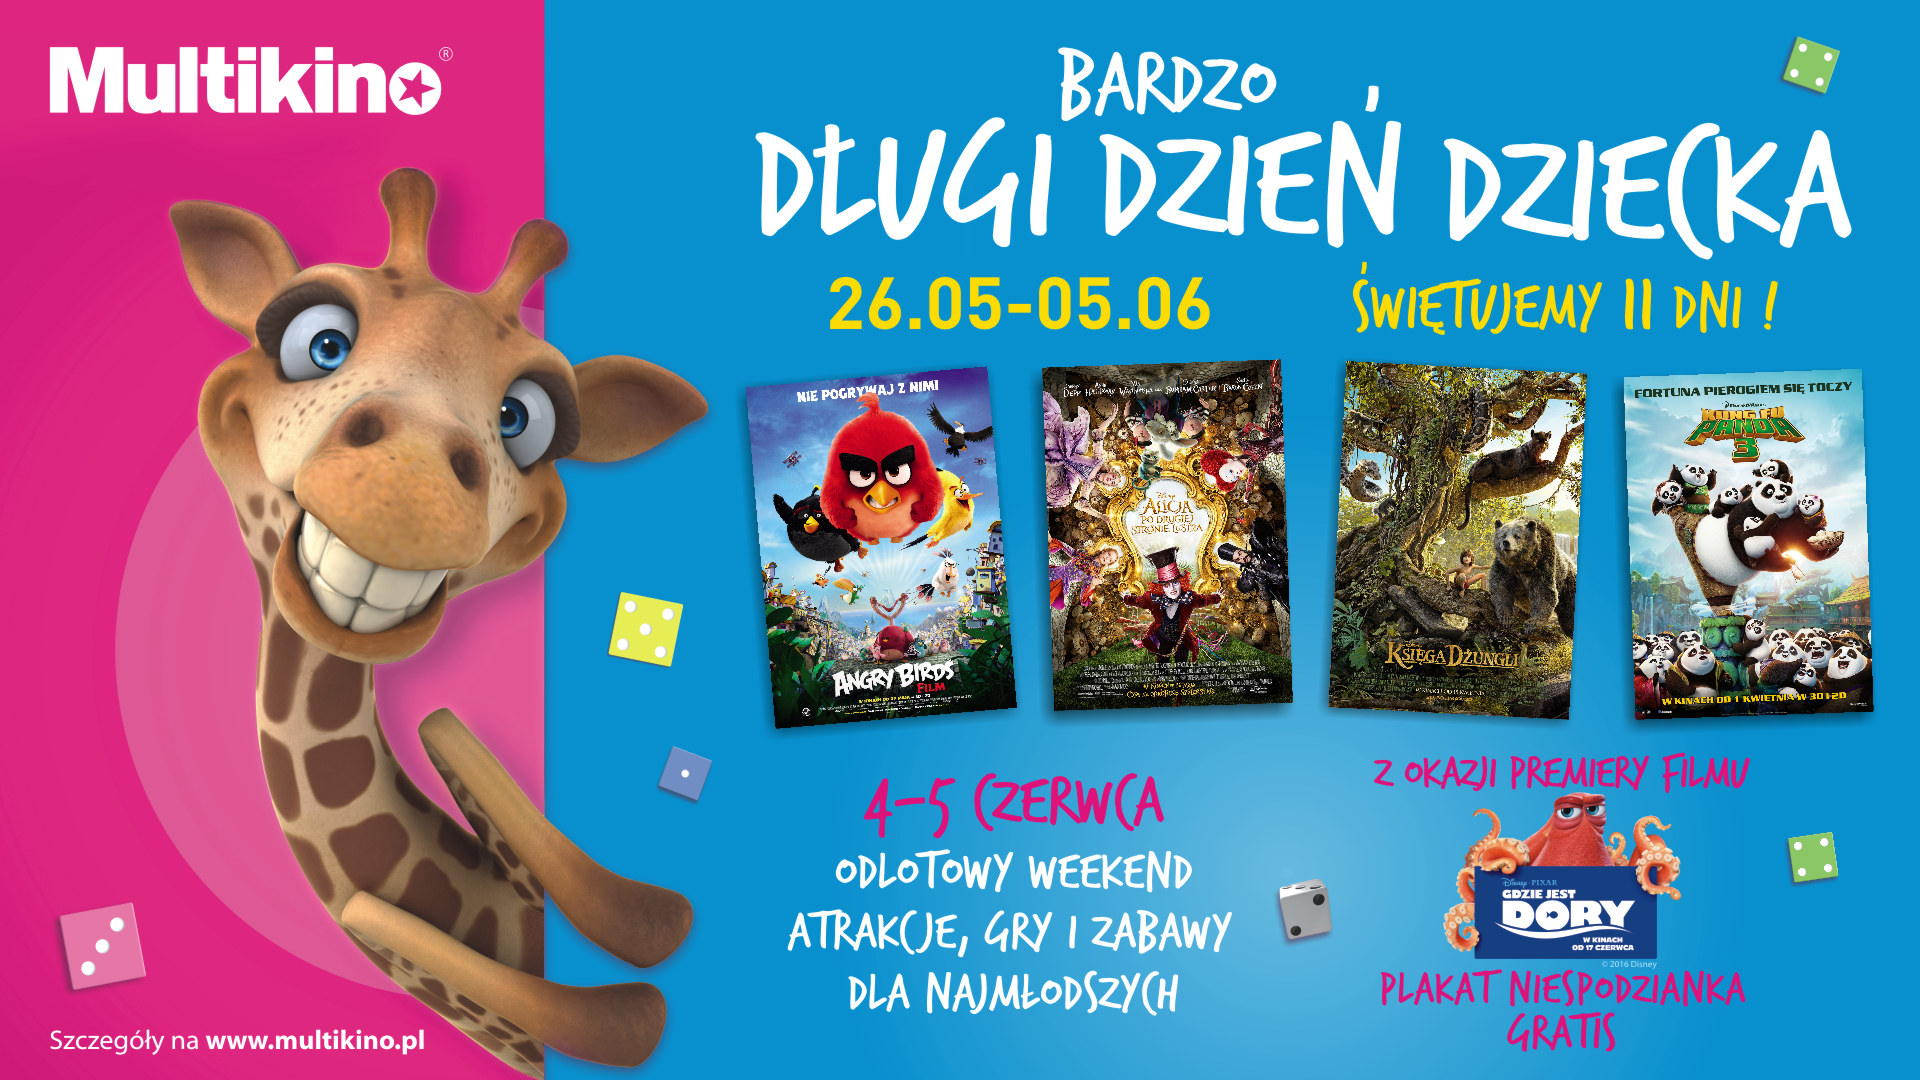 Multikino®
BARDZO
DŁUGI DZIEŃ DZIECKA
26.05-05.06
ŚWIĘTUJEMY 11 DNI !
NIE POGRYWAJ Z NIMI
ANGRY BIRDS
FILM
Disney
ALICJA
PO DRUGIEJ
STRONIE LUSTRA
KSIĘGA DŻUNGLI
FORTUNA PIEROGIEM SIĘ TOCZY
KUNG FU
PANDA
3
W KINACH OD 1 KWIETNIA W 3D I 2D
4-5 CZERWCA
ODLOTOWY WEEKEND
ATRAKCJE, GRY I ZABAWY
DLA NAJMŁODSZYCH
Z OKAZJI PREMIERY FILMU
Disney · PIXAR
GDZIE JEST
DORY
W KINACH
OD 17 CZERWCA
© 2016 Disney
PLAKAT NIESPODZIANKA
GRATIS
Szczegóły na www.multikino.pl